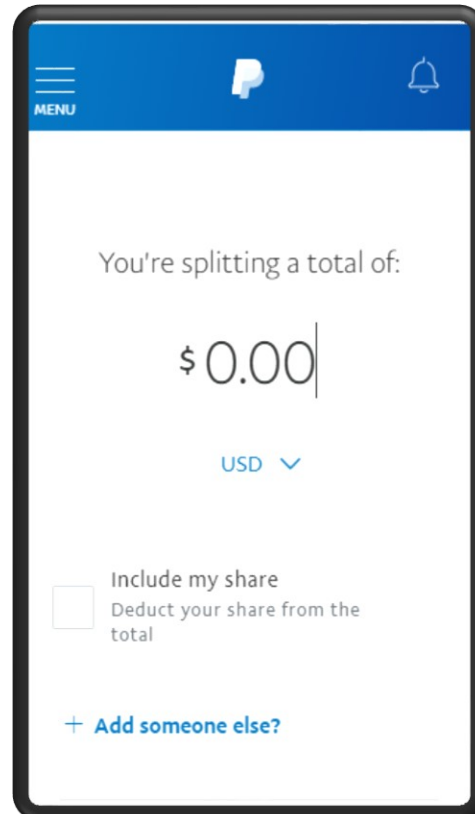 MENU
You're splitting a total of:
$ 0.00
USD
Include my share
Deduct your share from the
total
+ Add someone else?